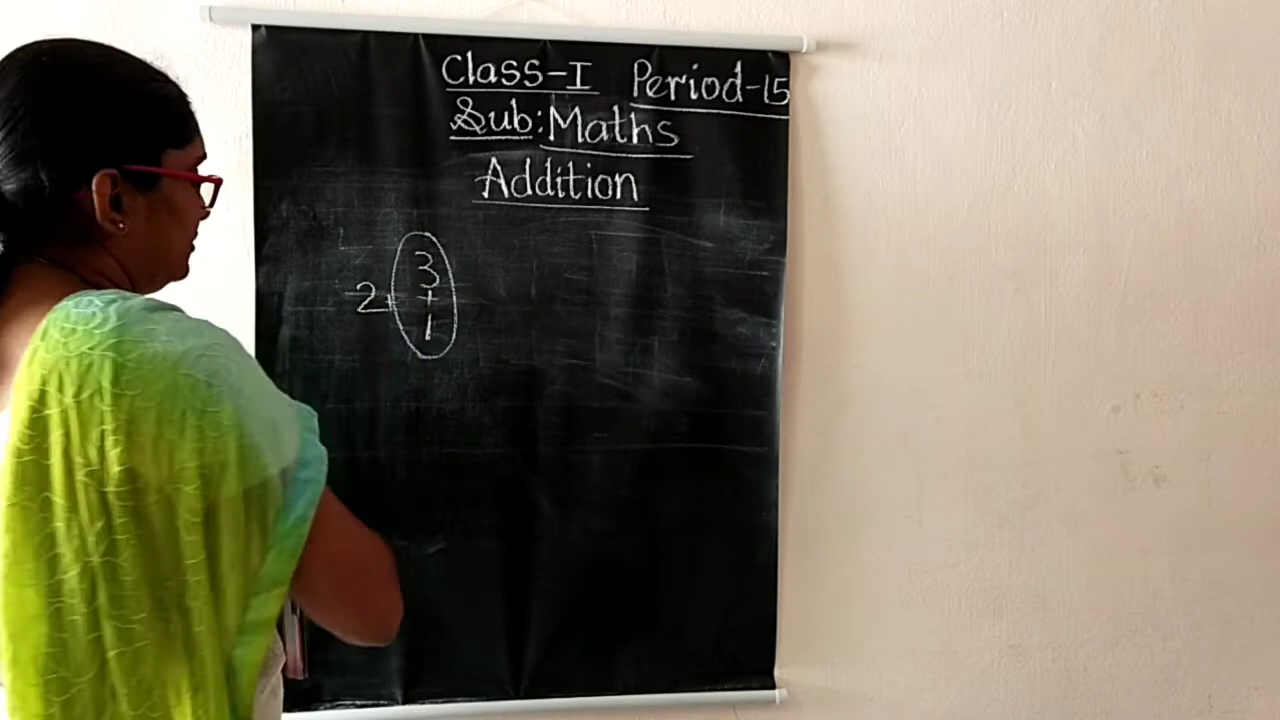 Class-I Period-15
Sub: Maths
Addition
3
2 +
1